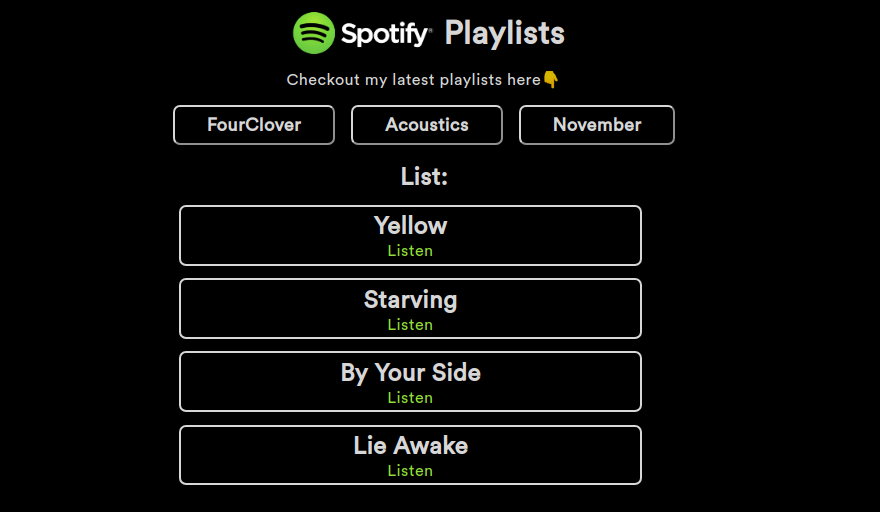 Spotify® Playlists
Checkout my latest playlists here👇
FourClover Acoustics November
List:
Yellow
Listen
Starving
Listen
By Your Side
Listen
Lie Awake
Listen